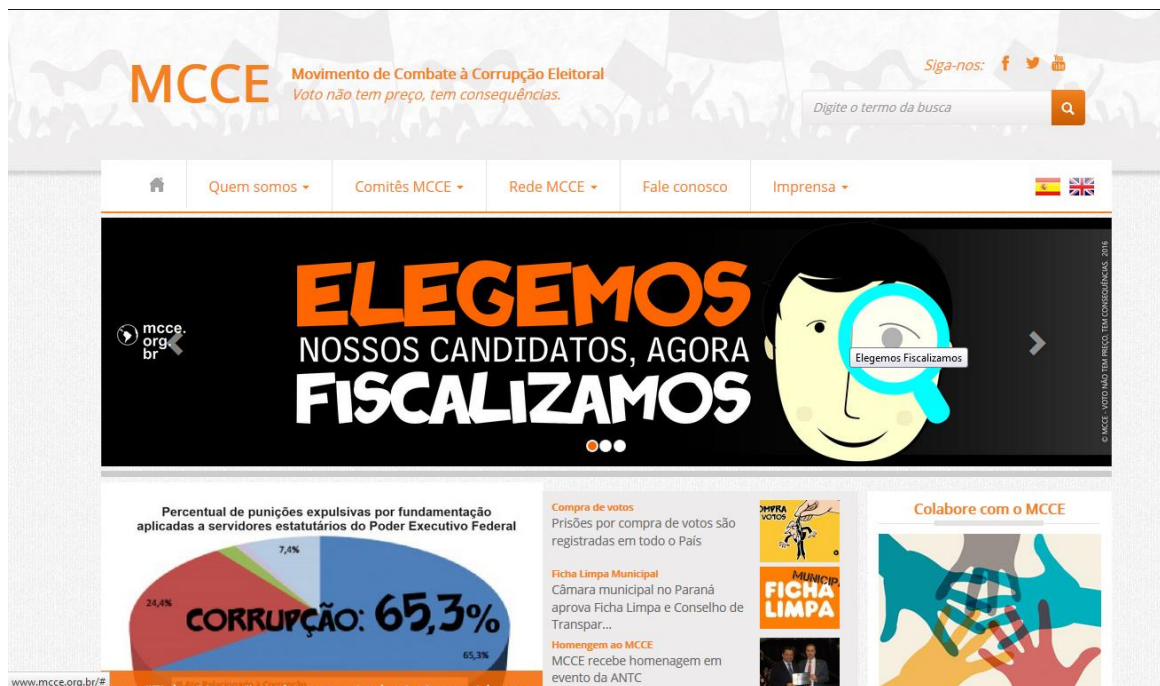 MCCE
Movimento de Combate à Corrupção Eleitoral
Voto não tem preço, tem consequências.
Siga-nos:
Digite o termo da busca
Quem somos
Comitês MCCE
Rede MCCE
Fale conosco
Imprensa
mcce.
org.
br
ELEGEMOS
NOSSOS CANDIDATOS, AGORA
FISCALIZAMOS
Elegemos Fiscalizamos
© MCCE - VOTO NÃO TEM PREÇO, TEM CONSEQUÊNCIAS. 2016
Percentual de punições expulsivas por fundamentação
aplicadas a servidores estatutários do Poder Executivo Federal
7,4%
24,4%
CORRUPÇÃO: 65,3%
65,3%
Compra de votos
Prisões por compra de votos são
registradas em todo o País
Ficha Limpa Municipal
Câmara municipal no Paraná
aprova Ficha Limpa e Conselho de
Transpar...
Homengem ao MCCE
MCCE recebe homenagem em
evento da ANTC
VOTOS
FICHA
LIMPA
Colabore com o MCCE
www.mcce.org.br/#